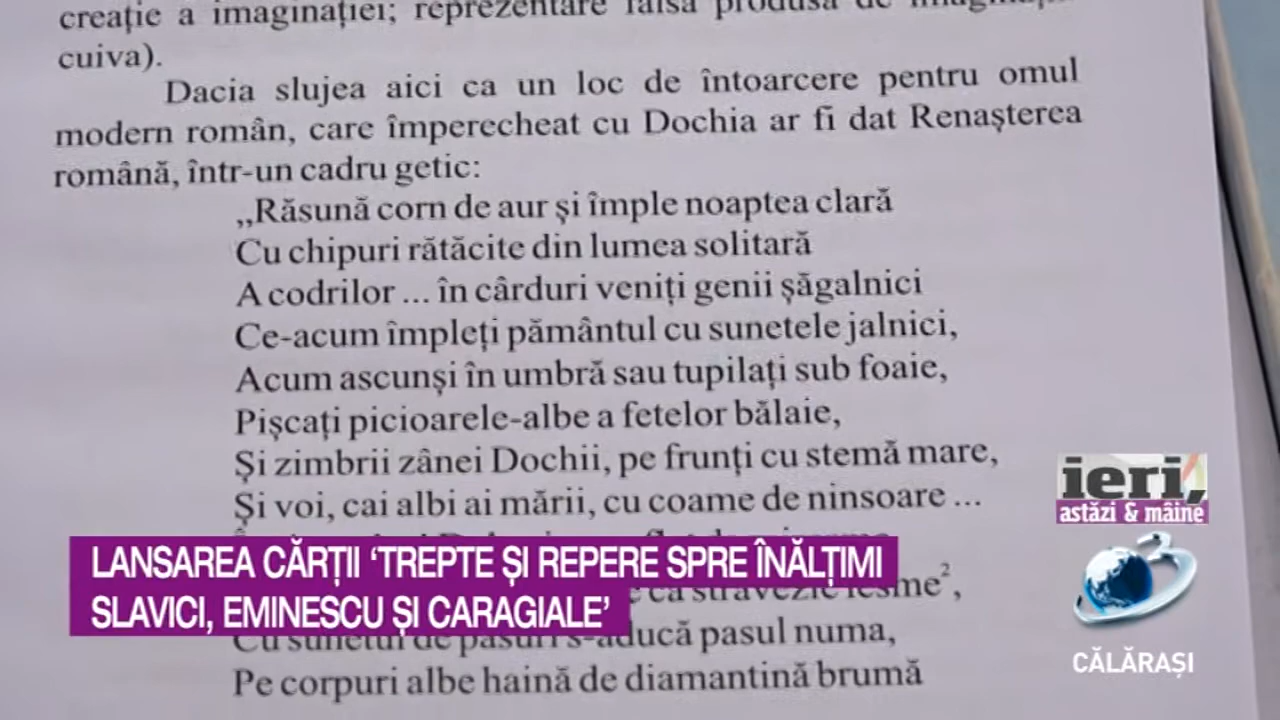 creație a imaginației; reprezentare falsă produsă de
cuiva).
Dacia slujea aici ca un loc de întoarcere pentru omul
modern român, care împerecheat cu Dochia ar fi dat Renașterea
română, într-un cadru getic:
„Răsună corn de aur și împle noaptea clară
Cu chipuri rătăcite din lumea solitară
A codrilor ... în cârduri veniți genii șăgalnici
Ce-acum împleți pământul cu sunetele jalnici,
Acum ascunși în umbră sau tupilați sub foaie,
Pișcați picioarele-albe a fetelor bălaie,
Și zimbrii zânei Dochii, pe frunți cu stemă mare,
Și voi, cai albi ai mării, cu coame de ninsoare ...
ca străvezie iesme²,
Cu sunetul de pasuri s-aducă pasul numa,
Pe corpuri albe haină de diamantină brumă
LANSAREA CĂRȚII ‘TREPTE ȘI REPERE SPRE ÎNĂLȚIMI
SLAVICI, EMINESCU ȘI CARAGIALE’
ieri,
astăzi & mâine
3
CĂLĂRAȘI